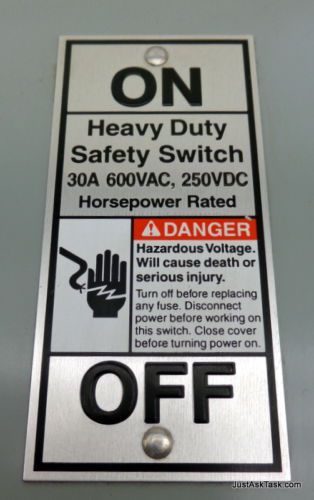 ON
Heavy Duty
Safety Switch
30A 600VAC, 250VDC
Horsepower Rated
DANGER
Hazardous Voltage.
Will cause death or
serious injury.
Turn off before replacing
any fuse. Disconnect
power before working on
this switch. Close cover
before turning power on.
OFF
JustAskTask.com